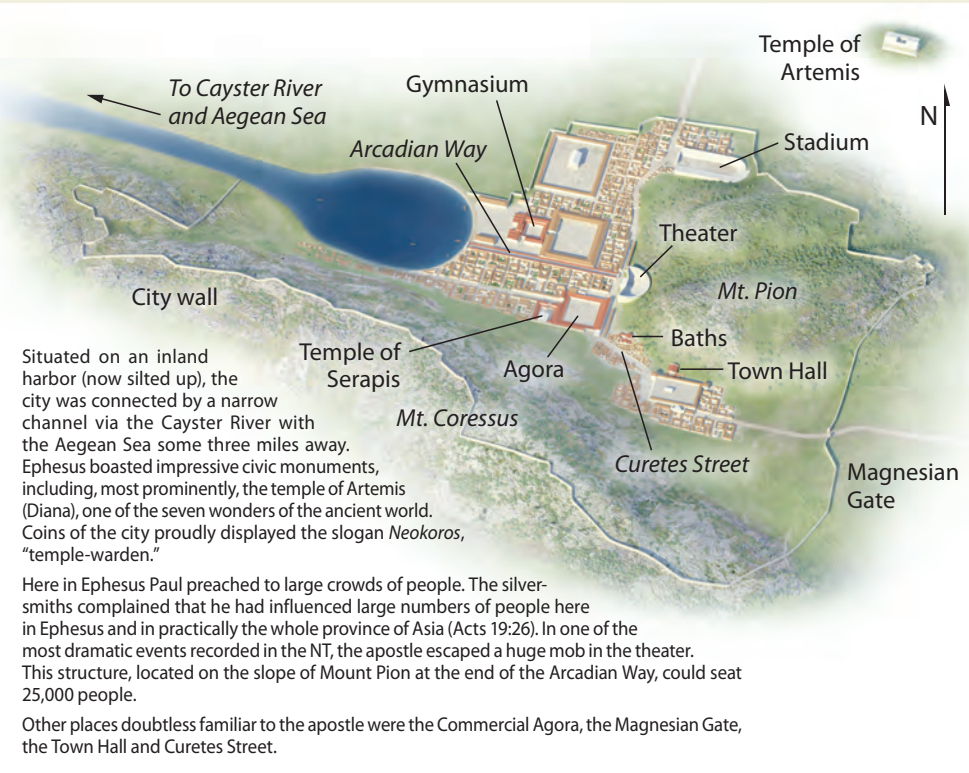 Temple of
Artemis
To Cayster River
and Aegean Sea
Gymnasium
N
Arcadian Way
Stadium
Theater
Mt. Pion
City wall
Baths
Temple of
Serapis
Agora
Town Hall
Mt. Coressus
Curetes Street
Magnesian
Gate
Situated on an inland
harbor (now silted up), the
city was connected by a narrow
channel via the Cayster River with
the Aegean Sea some three miles away.
Ephesus boasted impressive civic monuments,
including, most prominently, the temple of Artemis
(Diana), one of the seven wonders of the ancient world.
Coins of the city proudly displayed the slogan Neokoros,
“temple-warden.”
Here in Ephesus Paul preached to large crowds of people. The silver-
smiths complained that he had influenced large numbers of people here
in Ephesus and in practically the whole province of Asia (Acts 19:26). In one of the
most dramatic events recorded in the NT, the apostle escaped a huge mob in the theater.
This structure, located on the slope of Mount Pion at the end of the Arcadian Way, could seat
25,000 people.
Other places doubtless familiar to the apostle were the Commercial Agora, the Magnesian Gate,
the Town Hall and Curetes Street.